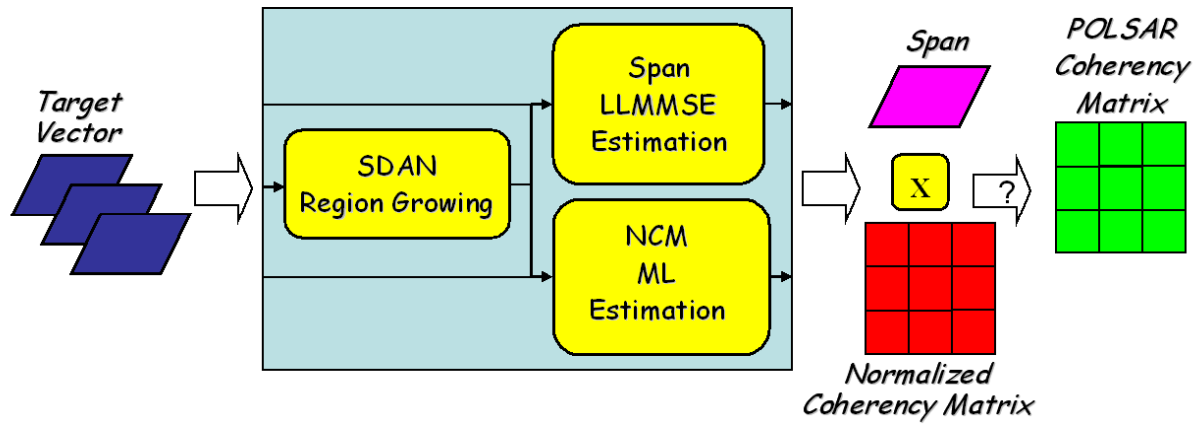 Target
Vector
SDAN
Region Growing
Span
LLMMSE
Estimation
NCM
ML
Estimation
Span
X
Normalized
Coherency Matrix
?
POLSAR
Coherency
Matrix